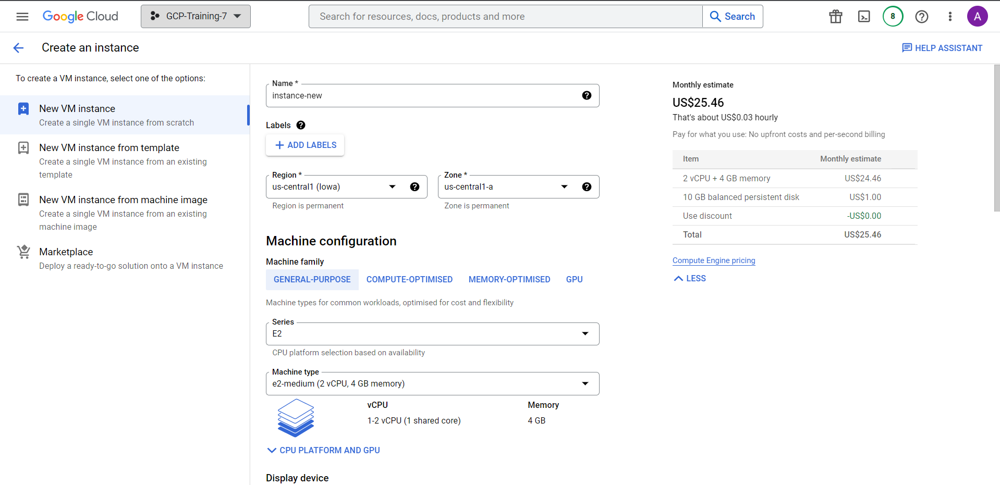 Google Cloud
GCP-Training-7
Search for resources, docs, products and more
Search
8
A
Create an instance
HELP ASSISTANT
To create a VM instance, select one of the options:
New VM instance
Create a single VM instance from scratch
New VM instance from template
Create a single VM instance from an existing
template
New VM instance from machine image
Create a single VM instance from an existing
machine image
Marketplace
Deploy a ready-to-go solution onto a VM instance
Name *
instance-new
Labels
ADD LABELS
Region *
us-central1 (Iowa)
Region is permanent
Zone *
us-central1-a
Zone is permanent
Machine configuration
Machine family
GENERAL-PURPOSE COMPUTE-OPTIMISED MEMORY-OPTIMISED GPU
Machine types for common workloads, optimised for cost and flexibility
Series
E2
CPU platform selection based on availability
Machine type
e2-medium (2 vCPU, 4 GB memory)
vCPU Memory
1-2 vCPU (1 shared core) 4 GB
CPU PLATFORM AND GPU
Display device
Monthly estimate
US$25.46
That's about US$0.03 hourly
Pay for what you use: No upfront costs and per-second billing
Item Monthly estimate
2 vCPU + 4 GB memory US$24.46
10 GB balanced persistent disk US$1.00
Use discount -US$0.00
Total US$25.46
Compute Engine pricing
LESS